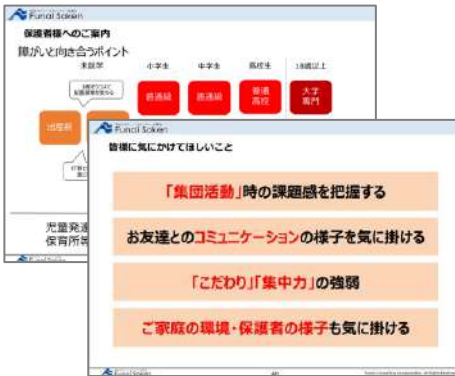 Funai Soken
保護者様へのご案内
障がいと向き合うポイント
未就学 小学生 中学生 高校生 18歳以上
普通級 普通級 普通高校 大学専門
出産前
児童発達
保育所等
Funai Soken
皆様に気にかけてほしいこと
「集団活動」時の課題感を把握する
お友達とのコミュニケーションの様子を気に掛ける
「こだわり」「集中力」の強弱
ご家庭の環境・保護者の様子も気に掛ける
Funai Soken